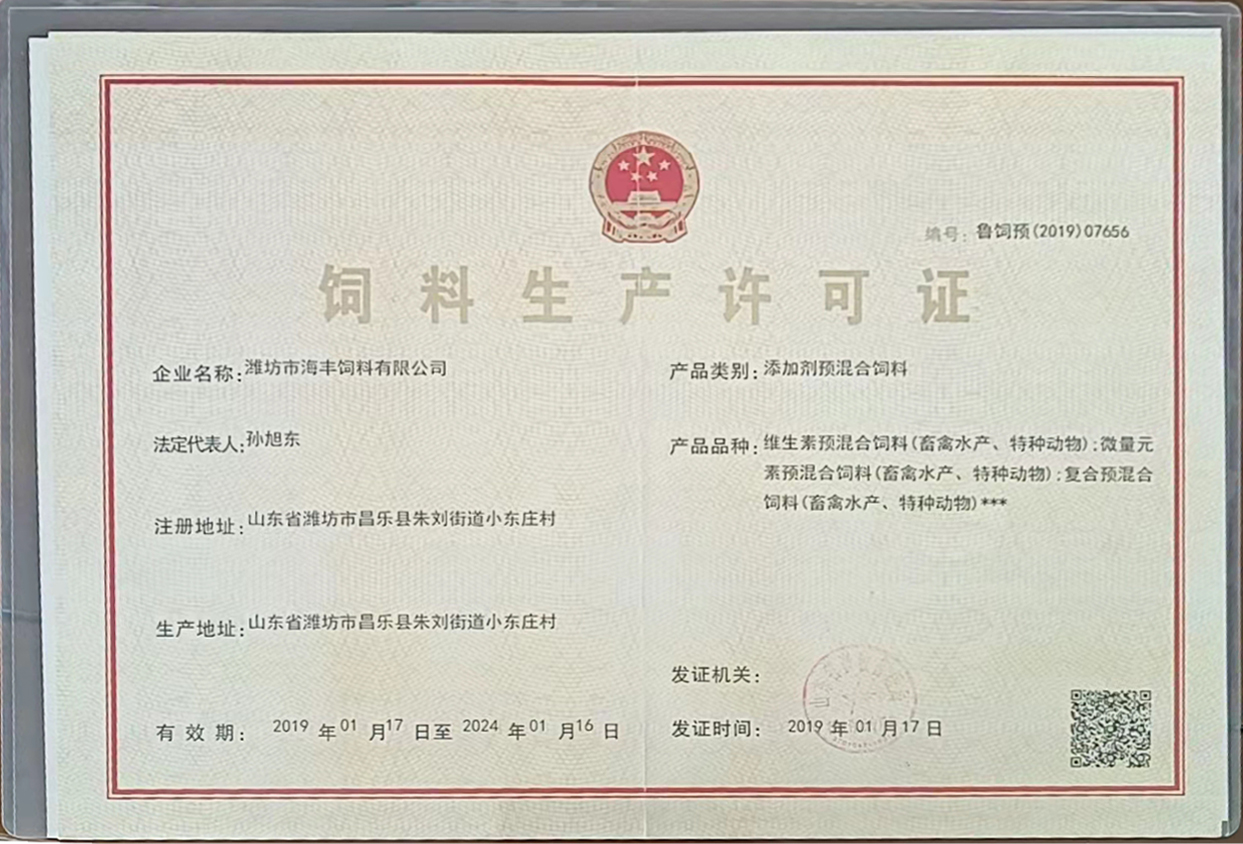 编号：鲁饲预(2019)07656
饲料生产许可证
企业名称：潍坊市海丰饲料有限公司
法定代表人：孙旭东
注册地址：山东省潍坊市昌乐县朱刘街道小东庄村
生产地址：山东省潍坊市昌乐县朱刘街道小东庄村
有效期：2019年01月17日至2024年01月16日
产品类别：添加剂预混合饲料
产品品种：维生素预混合饲料(畜禽水产、特种动物);微量元
素预混合饲料(畜禽水产、特种动物);复合预混合
饲料(畜禽水产、特种动物)***
发证机关：
发证时间：2019年01月17日